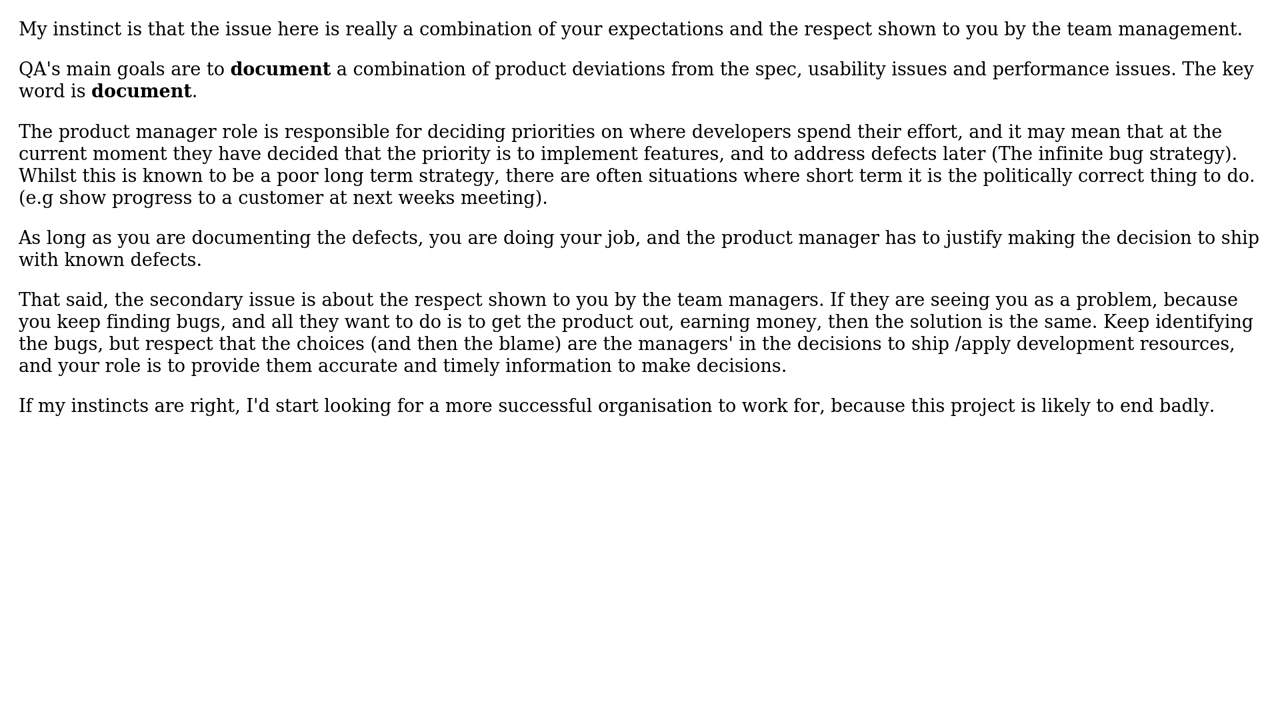 My instinct is that the issue here is really a combination of your expectations and the respect shown to you by the team management.
QA's main goals are to document a combination of product deviations from the spec, usability issues and performance issues. The key
word is document.
The product manager role is responsible for deciding priorities on where developers spend their effort, and it may mean that at the
current moment they have decided that the priority is to implement features, and to address defects later (The infinite bug strategy).
Whilst this is known to be a poor long term strategy, there are often situations where short term it is the politically correct thing to do.
(e.g show progress to a customer at next weeks meeting).
As long as you are documenting the defects, you are doing your job, and the product manager has to justify making the decision to ship
with known defects.
That said, the secondary issue is about the respect shown to you by the team managers. If they are seeing you as a problem, because
you keep finding bugs, and all they want to do is to get the product out, earning money, then the solution is the same. Keep identifying
the bugs, but respect that the choices (and then the blame) are the managers' in the decisions to ship /apply development resources,
and your role is to provide them accurate and timely information to make decisions.
If my instincts are right, I'd start looking for a more successful organisation to work for, because this project is likely to end badly.